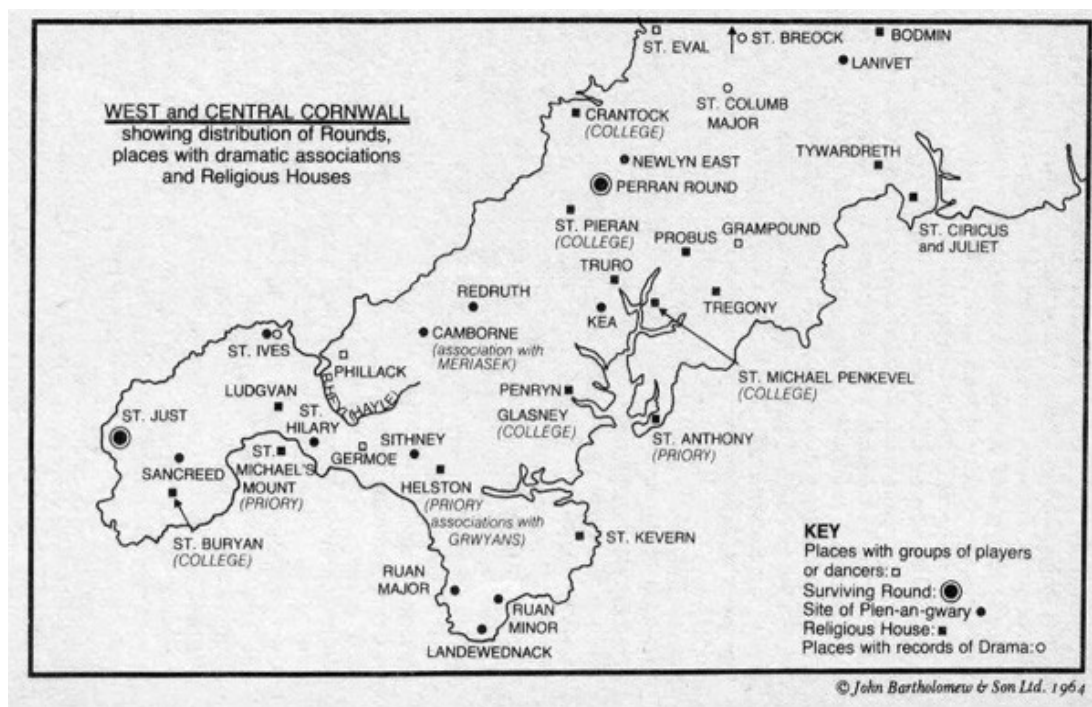 WEST and CENTRAL CORNWALL
showing distribution of Rounds,
places with dramatic associations
and Religious Houses
ST. EVAL
ST. BREOCK
BODMIN
LANIVET
ST. COLUMB
MAJOR
CRANTOCK
(COLLEGE)
NEWLYN EAST
TYWARDRETH
PERRAN ROUND
ST. PIERAN
(COLLEGE)
PROBUS
GRAMPOUND
ST. CIRICUS
and JULIET
TRURO
TREGONY
REDRUTH
KEA
CAMBORNE
(association with
MERIASEK)
ST. IVES
PHILLACK
(HAYLE)
ST. MICHAEL PENKEVEL
(COLLEGE)
LUDGVAN
PENRYN
GLASNEY
(COLLEGE)
ST. JUST
ST.
HILARY
ST. ANTHONY
(PRIORY)
SITHNEY
GERMOE
SANCREED
ST.
MICHAEL'S
MOUNT
(PRIORY)
HELSTON
(PRIORY
associations with
GRWYANS)
ST. BURYAN
(COLLEGE)
ST. KEVERN
RUAN
MAJOR
RUAN
MINOR
LANDEWEDNACK
KEY
Places with groups of players
or dancers:
Surviving Round:
Site of Plen-an-gwary
Religious House:
Places with records of Drama:
© John Bartholomew & Son Ltd. 1964